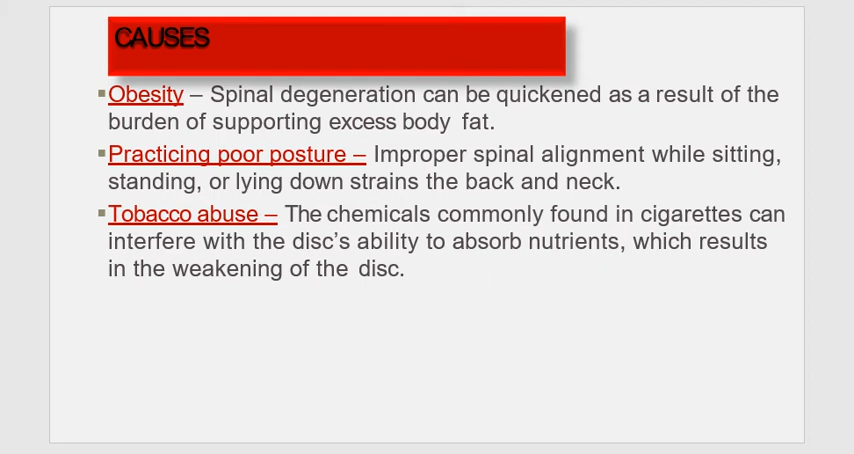 CAUSES
▪Obesity – Spinal degeneration can be quickened as a result of the
burden of supporting excess body fat.
▪Practicing poor posture – Improper spinal alignment while sitting,
standing, or lying down strains the back and neck.
▪Tobacco abuse – The chemicals commonly found in cigarettes can
interfere with the disc’s ability to absorb nutrients, which results
in the weakening of the disc.